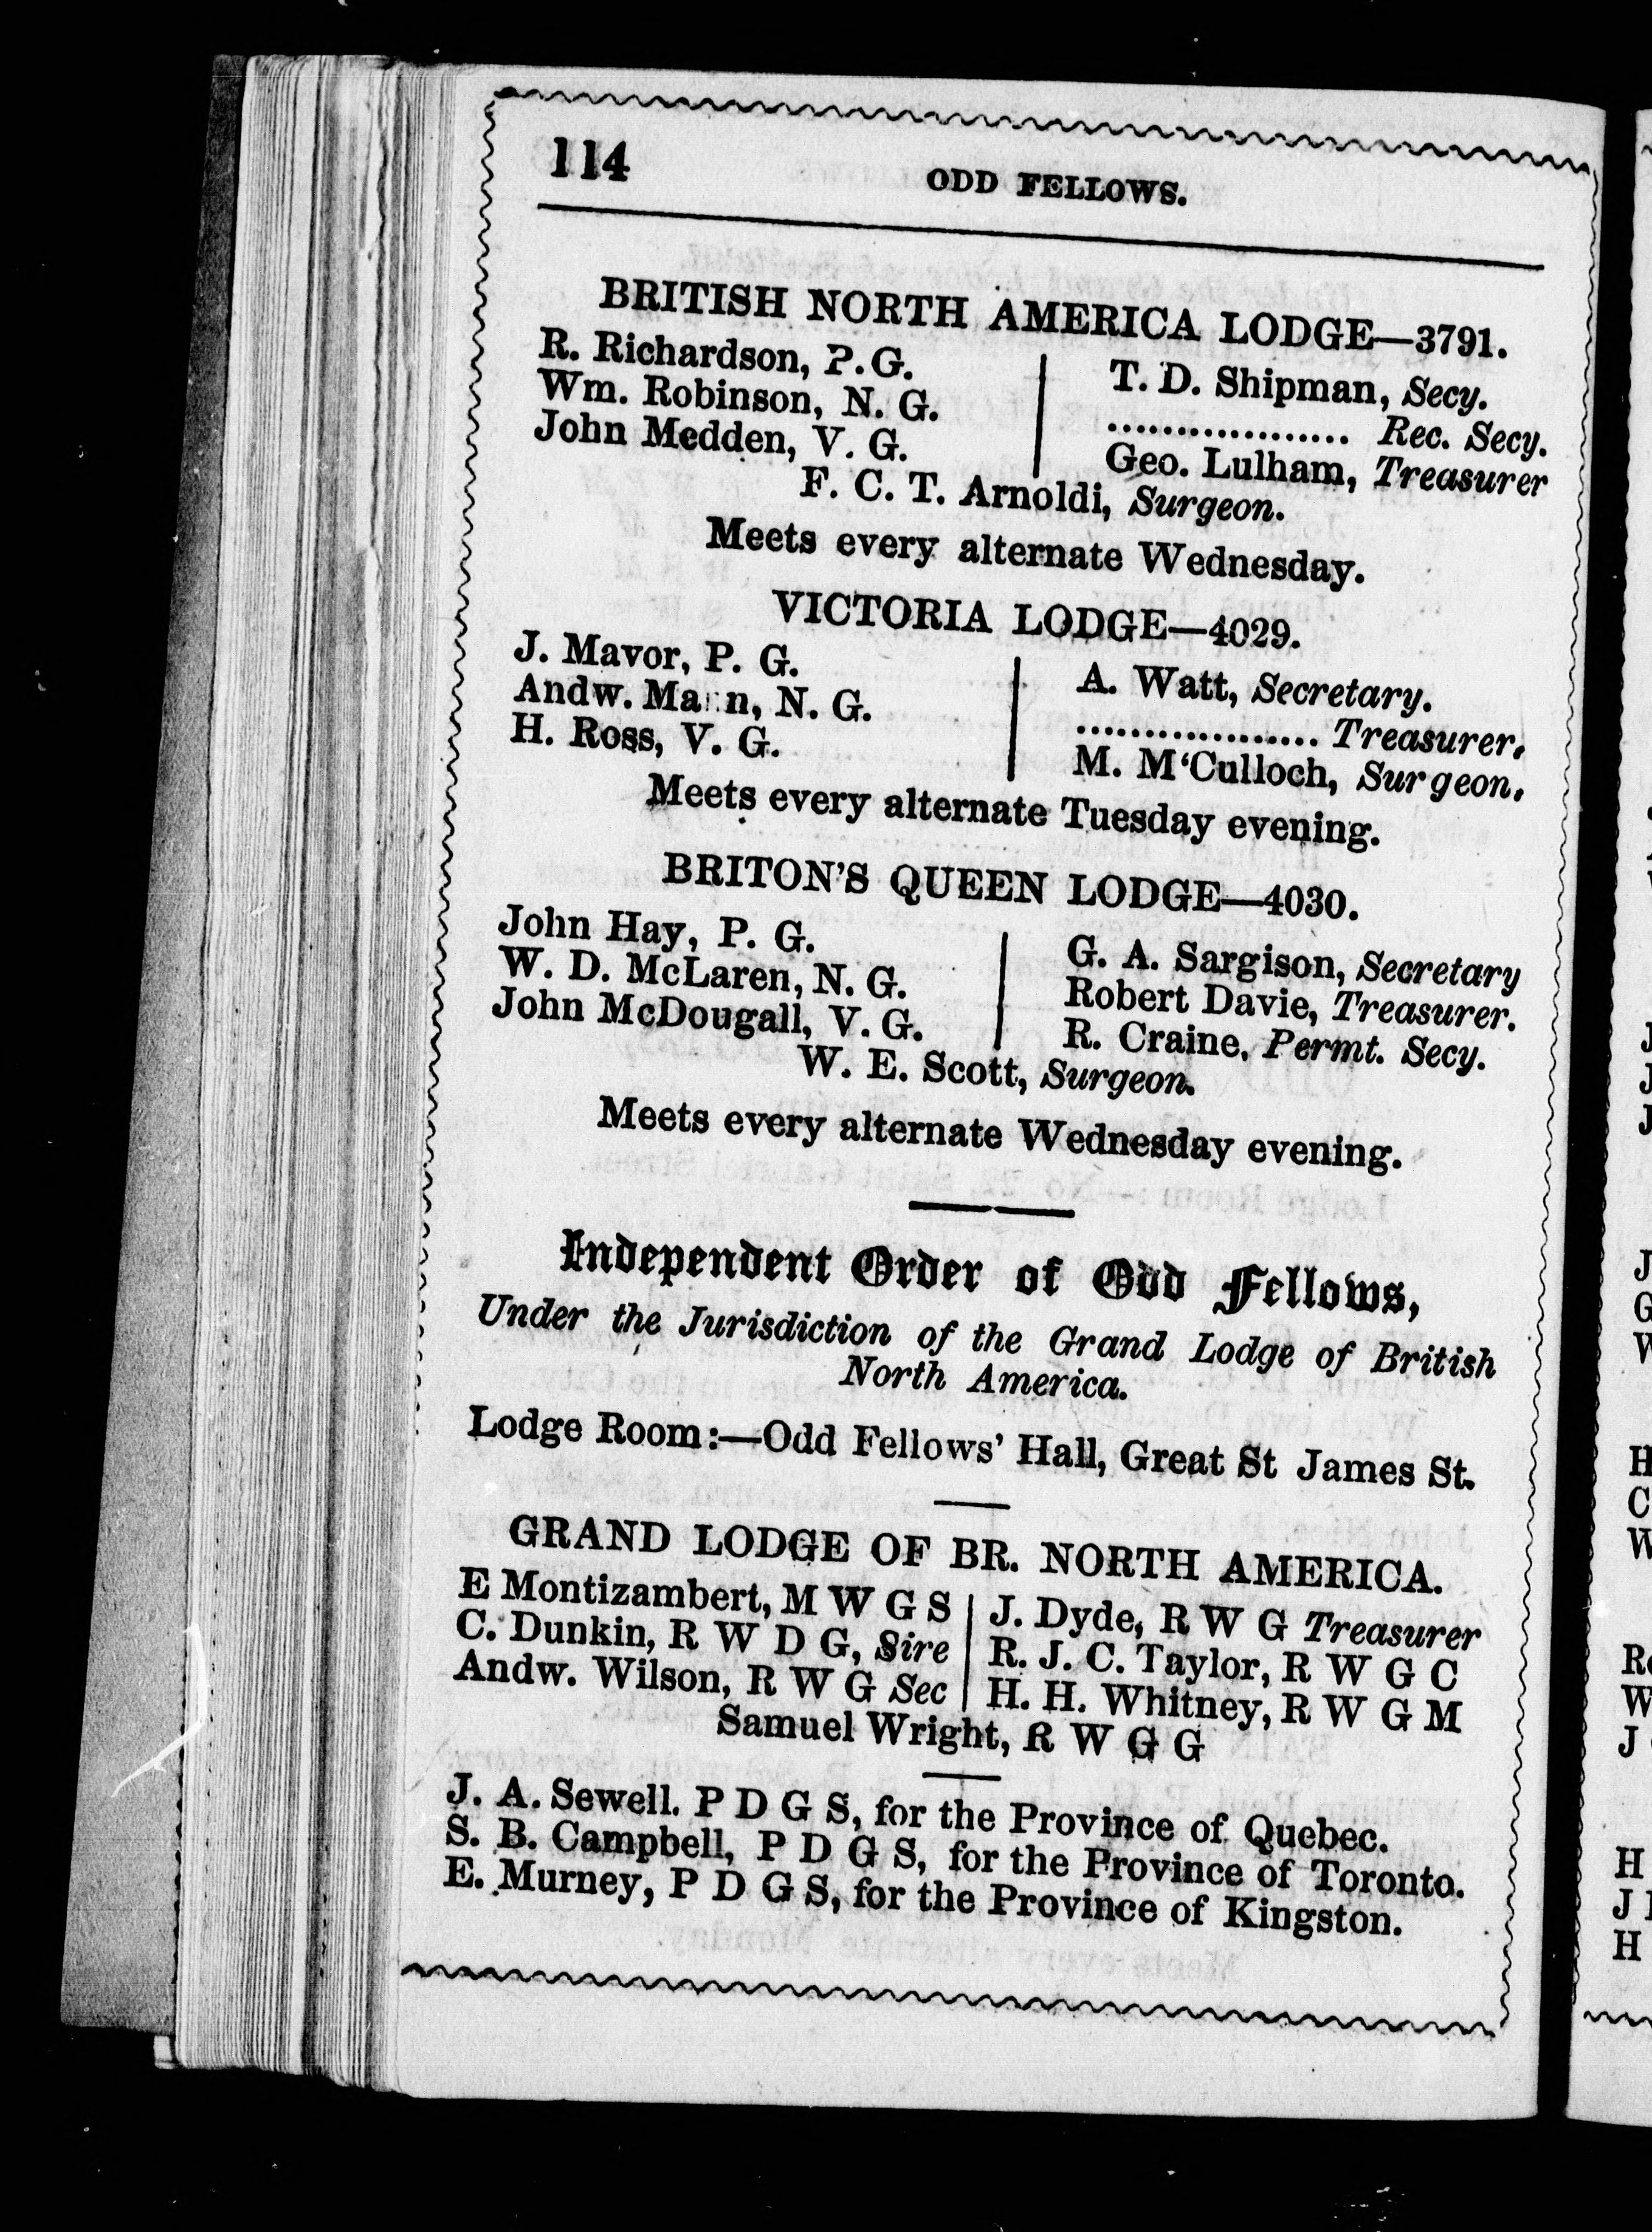 114
ODD FELLOWS.
BRITISH NORTH AMERICA LODGE—3791.
R. Richardson, P.G.
Wm. Robinson, N. G.
John Medden, V. G.
T. D. Shipman, Secy.
.................. Rec. Secy.
Geo. Lulham, Treasurer
F. C. T. Arnoldi, Surgeon.
Meets every alternate Wednesday.
VICTORIA LODGE—4029.
J. Mavor, P. G.
Andw. N. G.
H. Ross, V. G.
A. Watt, Secretary.
.................. Treasurer.
M. M‘Culloch, Surgeon.
Meets every alternate Tuesday evening.
BRITON'S QUEEN LODGE—4030.
John Hay, P. G.
W. D. McLaren, N. G.
John McDougall, V. G.
G. A. Sargison, Secretary
Robert Davie, Treasurer.
R. Craine, Permt. Secy.
W. E. Scott, Surgeon.
Meets every alternate Wednesday evening.
Independent Order of Odd Fellows,
Under the Jurisdiction of the Grand Lodge of British
North America.
Lodge Room:—Odd Fellows' Hall, Great St James St.
GRAND LODGE OF BR. NORTH AMERICA.
E Montizambert, M W G S
C. Dunkin, R W D G, Sire
Andw. Wilson, R W G Sec
J. Dyde, R W G Treasurer
R. J. C. Taylor, R W G C
H. H. Whitney, R W G M
Samuel Wright, R W G G
J. A. Sewell. P D G S, for the Province of Quebec.
S. B. Campbell, P D G S, for the Province of Toronto.
E. Murney, P D G S, for the Province of Kingston.